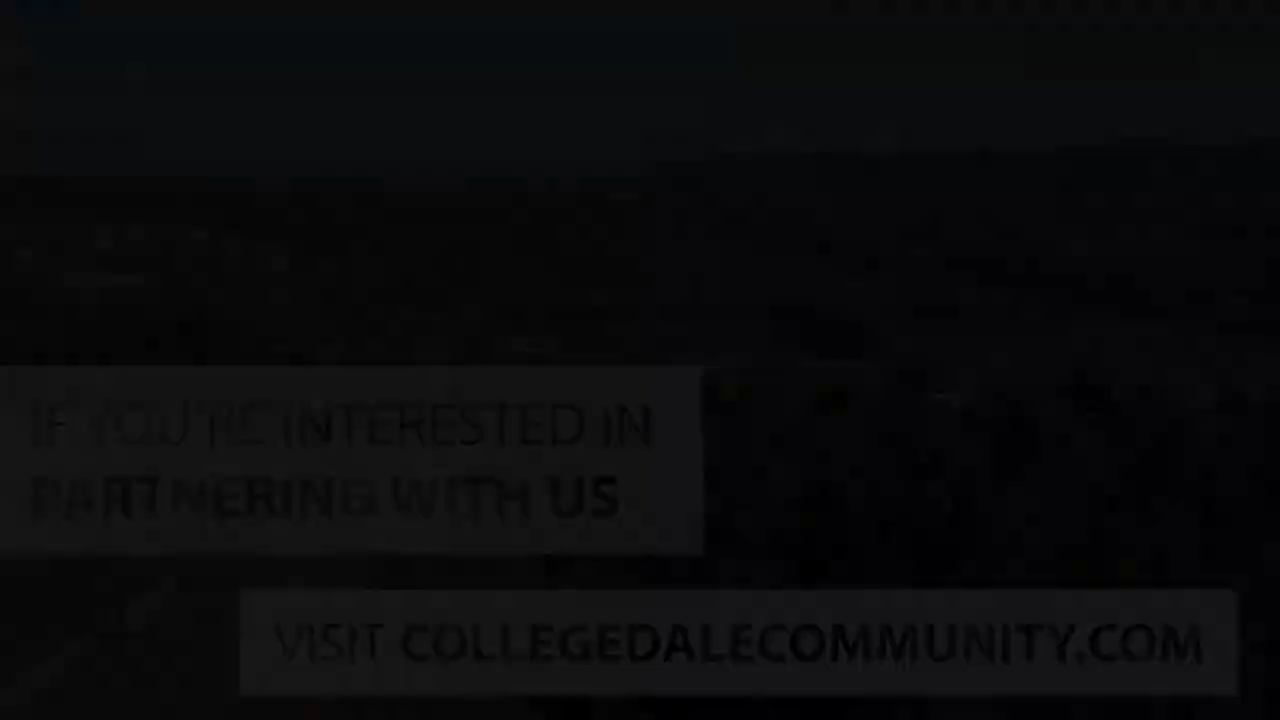 IF YOU'RE INTERESTED IN
PARTNERING WITH US
VISIT COLLEGEDALECOMMUNITY.COM